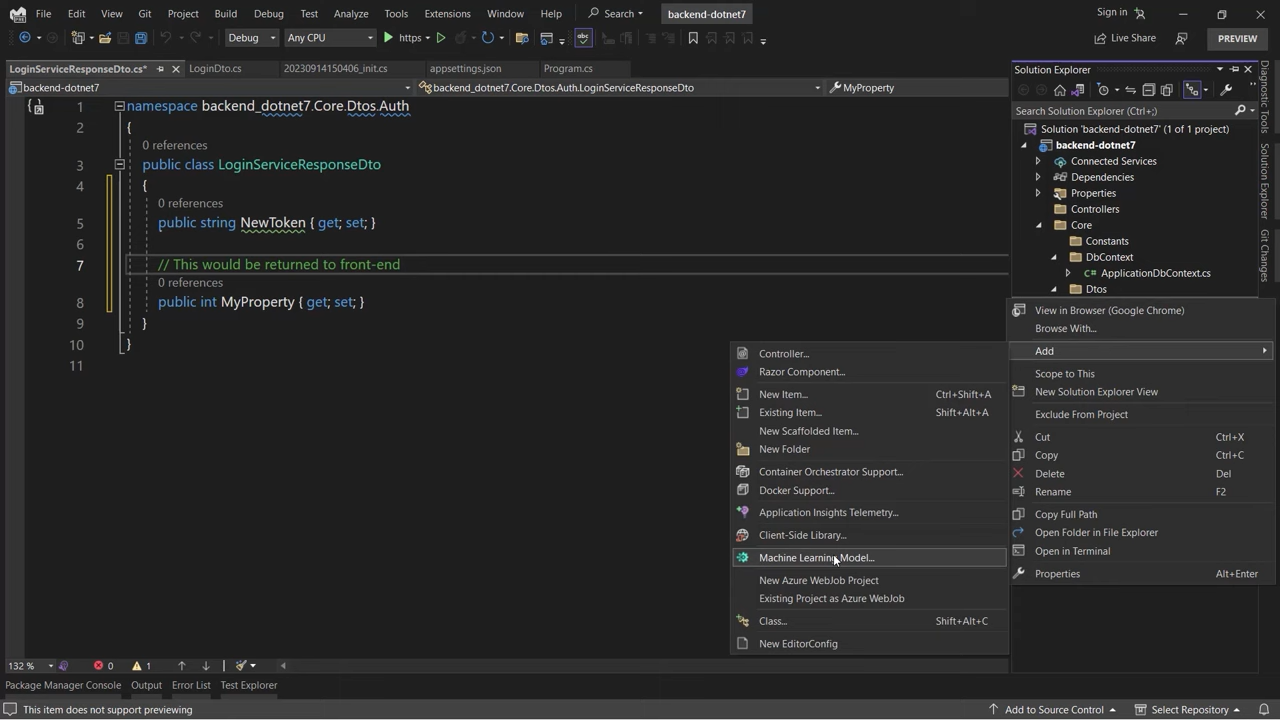 File Edit View Git Project Build Debug Test Analyze Tools Extensions Window Help Search backend-dotnet7 Sign in
Debug Any CPU https Live Share PREVIEW
LoginServiceResponseDto.cs* LoginDto.cs 20230914150406_init.cs appsettings.json Program.cs
backend-dotnet7 backend_dotnet7.Core.Dtos.Auth.LoginServiceResponseDto MyProperty
1 namespace backend_dotnet7.Core.Dtos.Auth
2 {
0 references
3 public class LoginServiceResponseDto
4 {
0 references
5 public string NewToken { get; set; }
6
7 // This would be returned to front-end
0 references
8 public int MyProperty { get; set; }
9 }
10 }
11
Solution Explorer
Search Solution Explorer
Solution 'backend-dotnet7' (1 of 1 project)
backend-dotnet7
Connected Services
Dependencies
Properties
Controllers
Core
Constants
DbContext
ApplicationDbContext.cs
Dtos
Diagnostic Tools
Solution Explorer
Git Changes
View in Browser (Google Chrome)
Browse With...
Add
Scope to This
New Solution Explorer View
Exclude From Project
Cut Ctrl+X
Copy Ctrl+C
Delete Del
Rename F2
Copy Full Path
Open Folder in File Explorer
Open in Terminal
Properties Alt+Enter
Controller...
Razor Component...
New Item... Ctrl+Shift+A
Existing Item... Shift+Alt+A
New Scaffolded Item...
New Folder
Container Orchestrator Support...
Docker Support...
Application Insights Telemetry...
Client-Side Library...
Machine Learning Model...
New Azure WebJob Project
Existing Project as Azure WebJob
Class... Shift+Alt+C
New EditorConfig
132 % 0 1
Package Manager Console Output Error List Test Explorer
This item does not support previewing Add to Source Control Select Repository